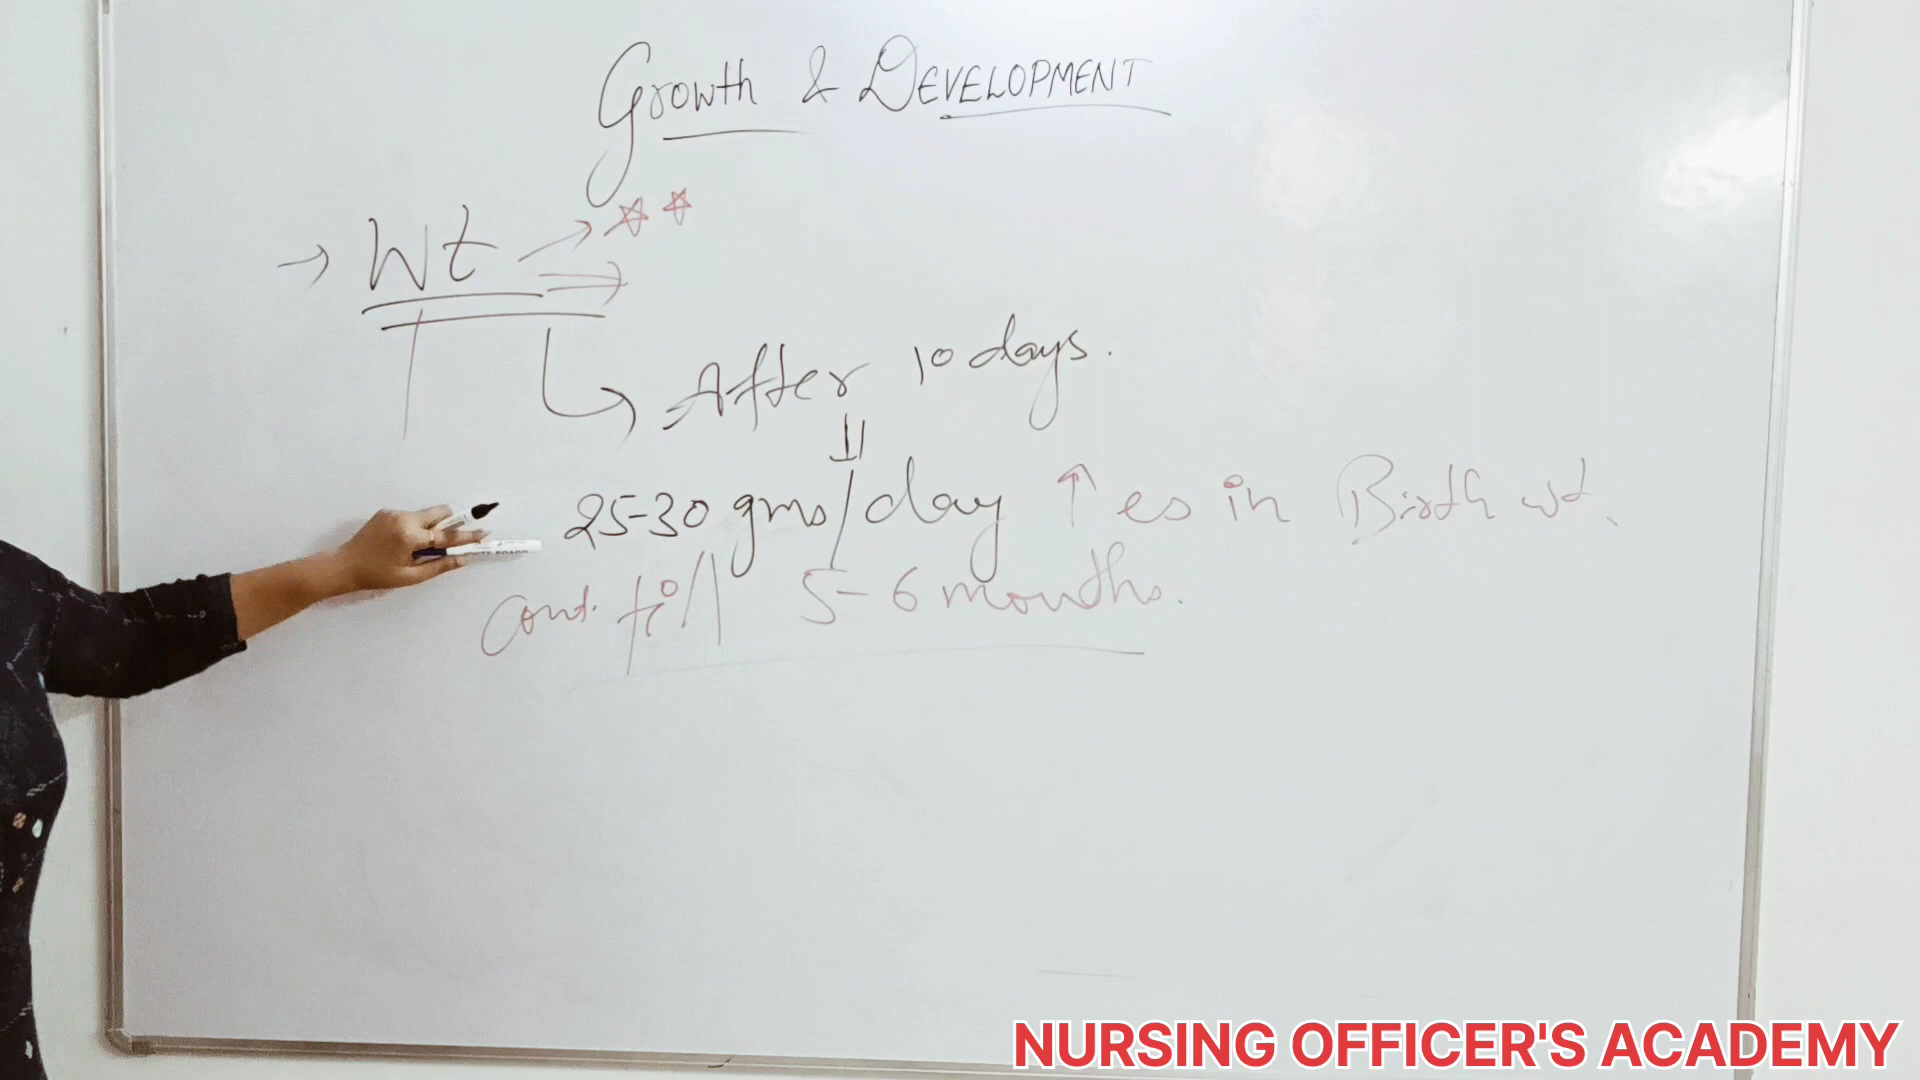 Growth & DEVELOPMENT
→ Wt → ☆ ☆
After 10 days.
25-30 gms/day ↑ es in Birth wt.
cont. till 5-6 months.
NURSING OFFICER'S ACADEMY